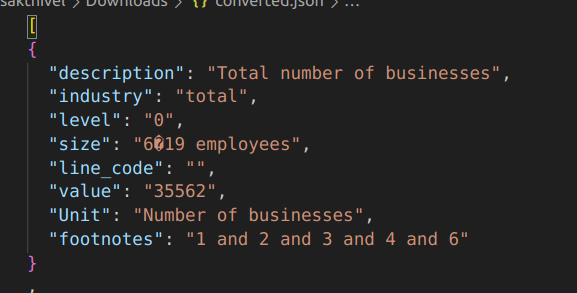 sakthivel > Downloads > {} converted.json > ...
[
{
"description": "Total number of businesses",
"industry": "total",
"level": "0",
"size": "6�19 employees",
"line_code": "",
"value": "35562",
"Unit": "Number of businesses",
"footnotes": "1 and 2 and 3 and 4 and 6"
}
,